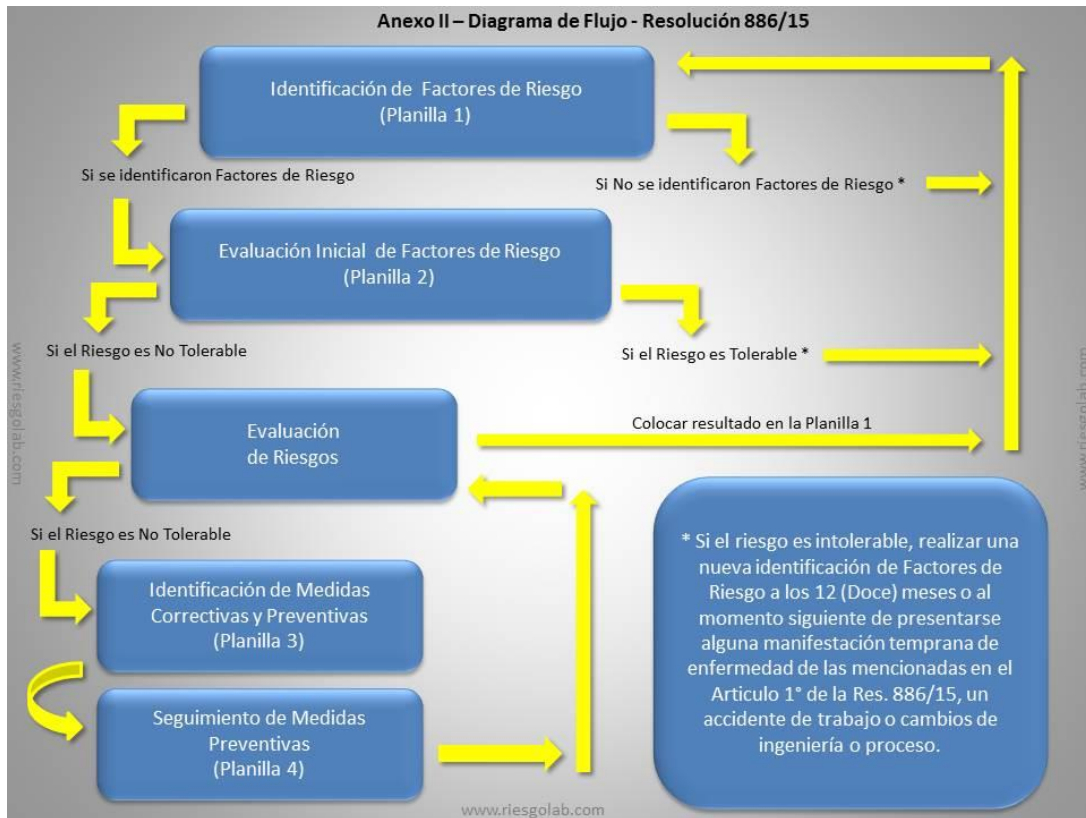 Anexo II – Diagrama de Flujo - Resolución 886/15
Identificación de Factores de Riesgo
(Planilla 1)
Si se identificaron Factores de Riesgo
Si No se identificaron Factores de Riesgo *
Evaluación Inicial de Factores de Riesgo
(Planilla 2)
Si el Riesgo es No Tolerable
Si el Riesgo es Tolerable *
Evaluación
de Riesgos
Colocar resultado en la Planilla 1
Si el Riesgo es No Tolerable
Identificación de Medidas
Correctivas y Preventivas
(Planilla 3)
Seguimiento de Medidas
Preventivas
(Planilla 4)
* Si el riesgo es intolerable, realizar una
nueva identificación de Factores de
Riesgo a los 12 (Doce) meses o al
momento siguiente de presentarse
alguna manifestación temprana de
enfermedad de las mencionadas en el
Articulo 1° de la Res. 886/15, un
accidente de trabajo o cambios de
ingeniería o proceso.
www.riesgolab.com
www.riesgolab.com
www.riesgolab.com